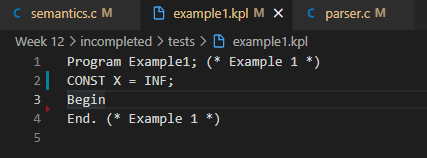 semantics.c M example1.kpl M × parser.c M
Week 12 > incompleted > tests > example1.kpl
1 Program Example1; (* Example 1 *)
2 CONST X = INF;
3 Begin
4 End. (* Example 1 *)
5